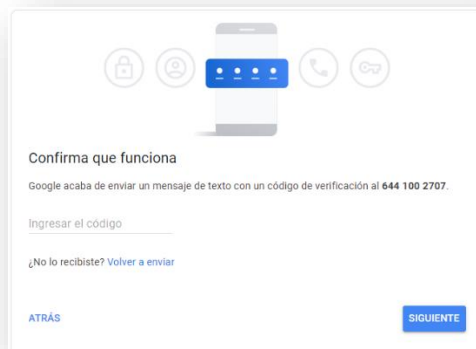 Confirma que funciona
Google acaba de enviar un mensaje de texto con un código de verificación al 644 100 2707.
Ingresar el código
¿No lo recibiste? Volver a enviar
ATRÁS
SIGUIENTE